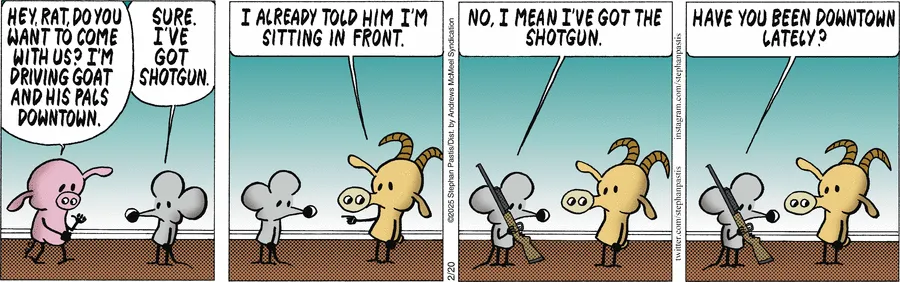 HEY, RAT, DO YOU
WANT TO COME
WITH US? I'M
DRIVING GOAT
AND HIS PALS
DOWNTOWN.
SURE.
I'VE
GOT
SHOTGUN.
I ALREADY TOLD HIM I'M
SITTING IN FRONT.
©2025 Stephan Pastis/Dist. by Andrews McMeel Syndication
2/20
NO, I MEAN I'VE GOT THE
SHOTGUN.
twitter.com/stephanpastis
instagram.com/stephanpastis
HAVE YOU BEEN DOWNTOWN
LATELY?